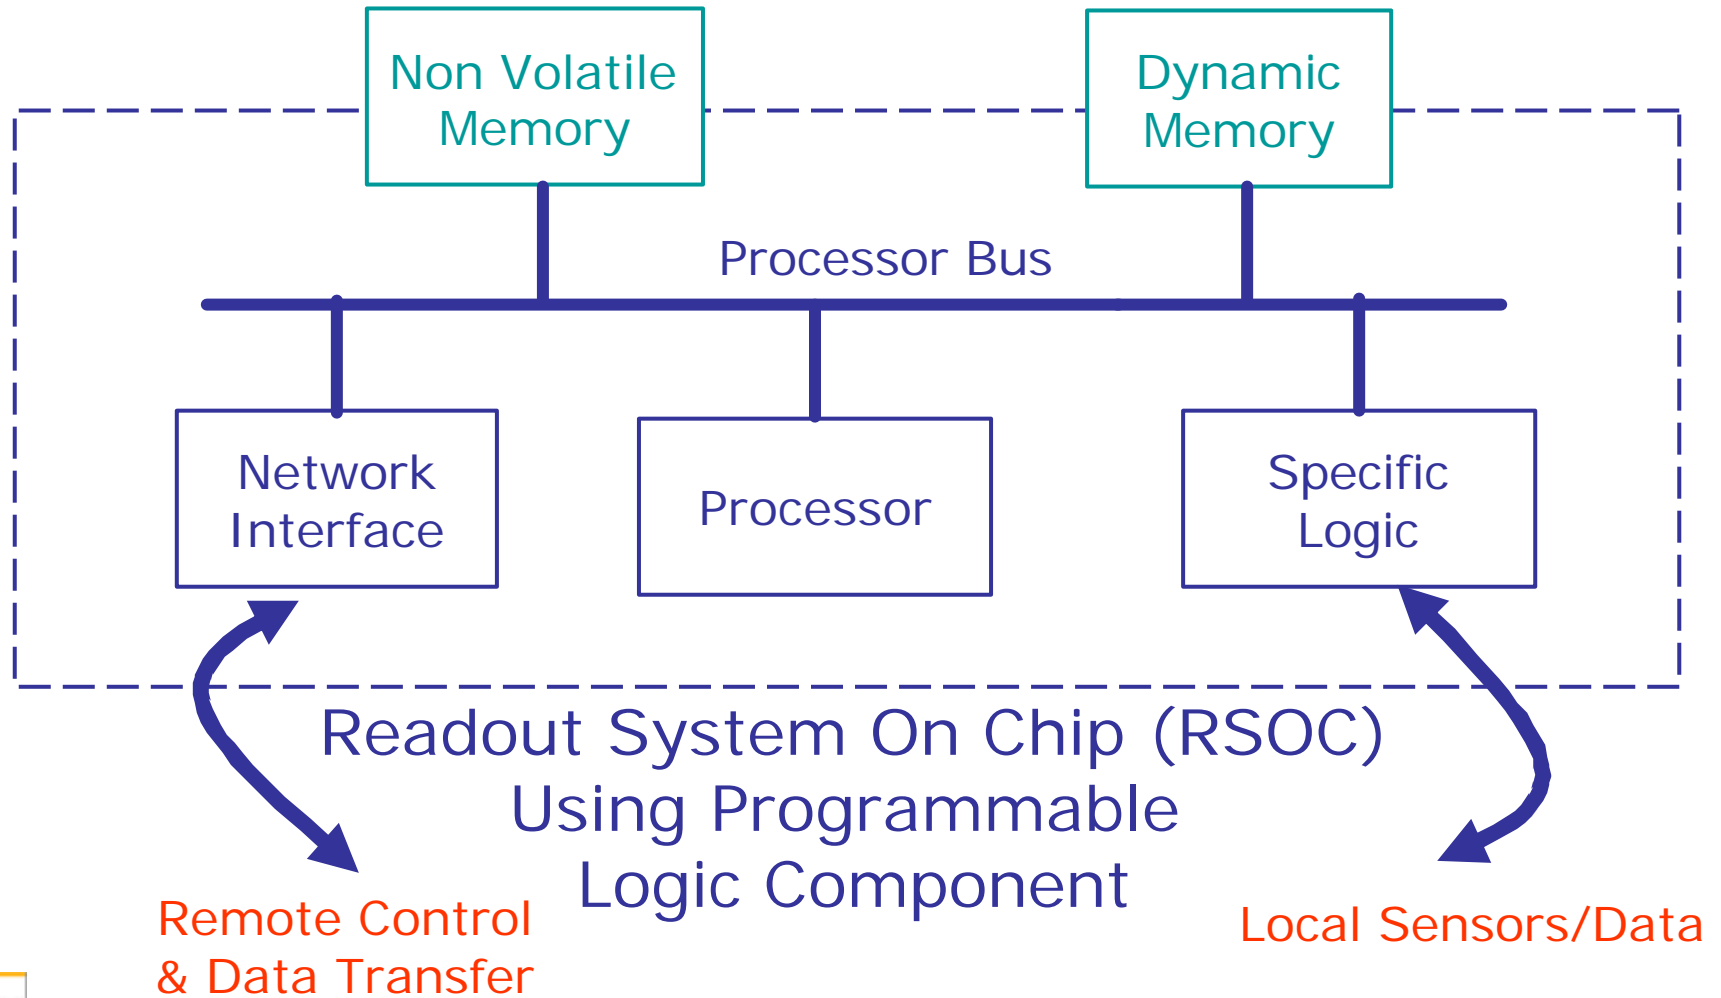 Non Volatile
Memory
Dynamic
Memory
Processor Bus
Network
Interface
Processor
Specific
Logic
Readout System On Chip (RSOC)
Using Programmable
Logic Component
Remote Control
& Data Transfer
Local Sensors/Data